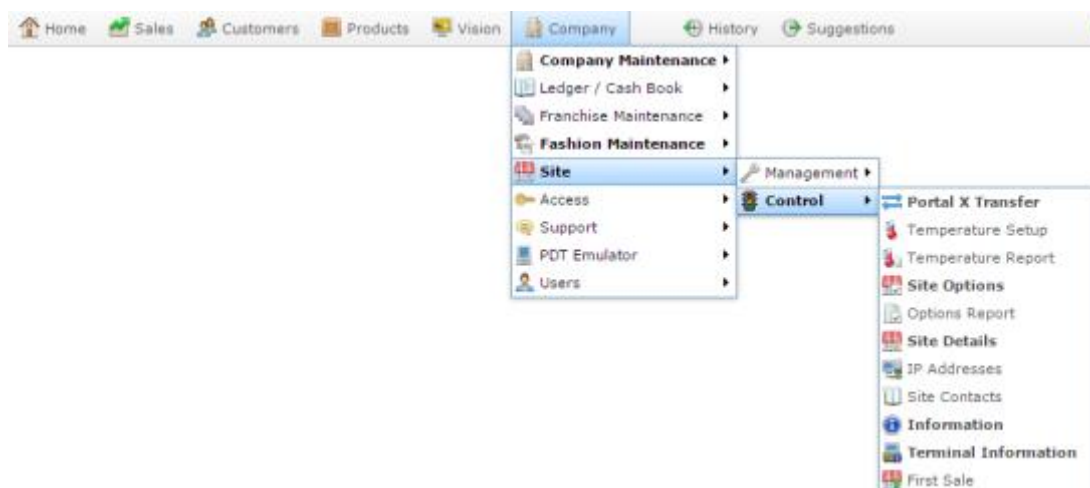 Home Sales Customers Products Vision Company History Suggestions
Company Maintenance
Ledger / Cash Book
Franchise Maintenance
Fashion Maintenance
Site
Management
Access
Control
Portal X Transfer
Support
Temperature Setup
PDT Emulator
Temperature Report
Users
Site Options
Options Report
Site Details
IP Addresses
Site Contacts
Information
Terminal Information
First Sale